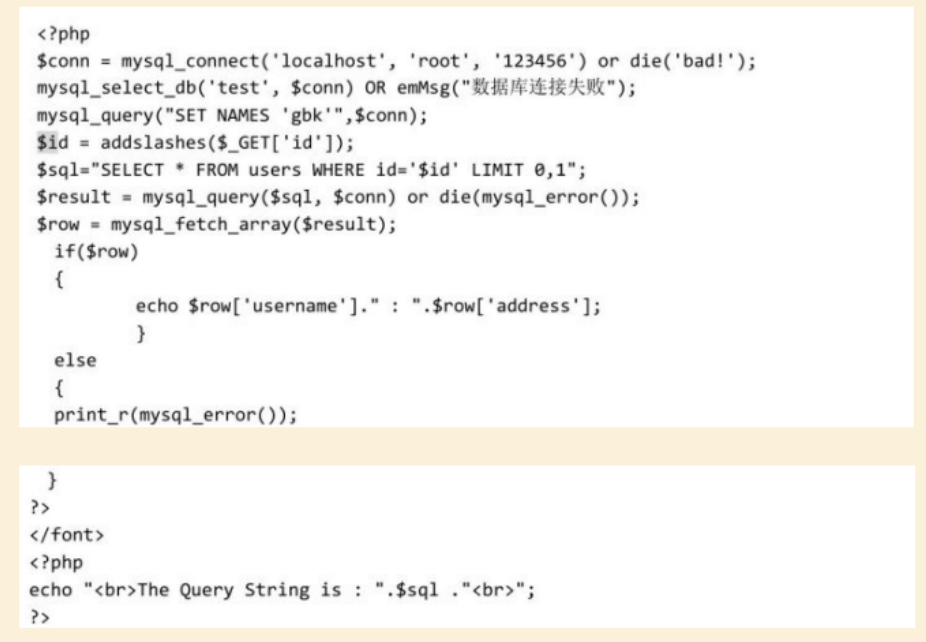 <?php
$conn = mysql_connect('localhost', 'root', '123456') or die('bad!');
mysql_select_db('test', $conn) OR emMsg("数据库连接失败");
mysql_query("SET NAMES 'gbk'",$conn);
$id = addslashes($_GET['id']);
$sql="SELECT * FROM users WHERE id='$id' LIMIT 0,1";
$result = mysql_query($sql, $conn) or die(mysql_error());
$row = mysql_fetch_array($result);
if($row)
{
echo $row['username']." : ".$row['address'];
}
else
{
print_r(mysql_error());
}
?>
</font>
<?php
echo "<br>The Query String is : ".$sql ."<br>";
?>